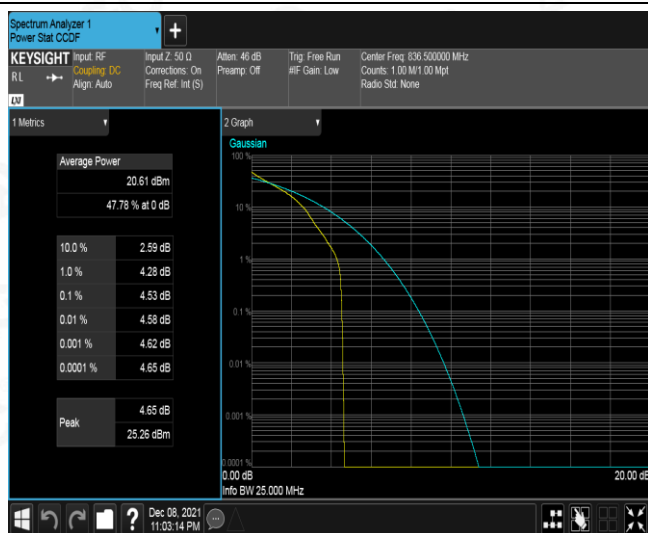 Spectrum Analyzer 1
Power Stat CCDF
+
KEYSIGHT
RL
LXI
Input: RF
Coupling: DC
Align: Auto
Input Z: 50 Ω
Corrections: On
Freq Ref: Int (S)
Atten: 46 dB
Preamp: Off
Trig: Free Run
#IF Gain: Low
Center Freq: 836.500000 MHz
Counts: 1.00 M/1.00 Mpt
Radio Std: None
1 Metrics
Average Power
20.61 dBm
47.78 % at 0 dB
10.0 % 2.59 dB
1.0 % 4.28 dB
0.1 % 4.53 dB
0.01 % 4.58 dB
0.001 % 4.62 dB
0.0001 % 4.65 dB
Peak
4.65 dB
25.26 dBm
2 Graph
Gaussian
100 %
10 %
1 %
0.1 %
0.01 %
0.001 %
0.0001 %
0.00 dB 20.00 dB
Info BW 25.000 MHz
?
Dec 08, 2021
11:03:14 PM